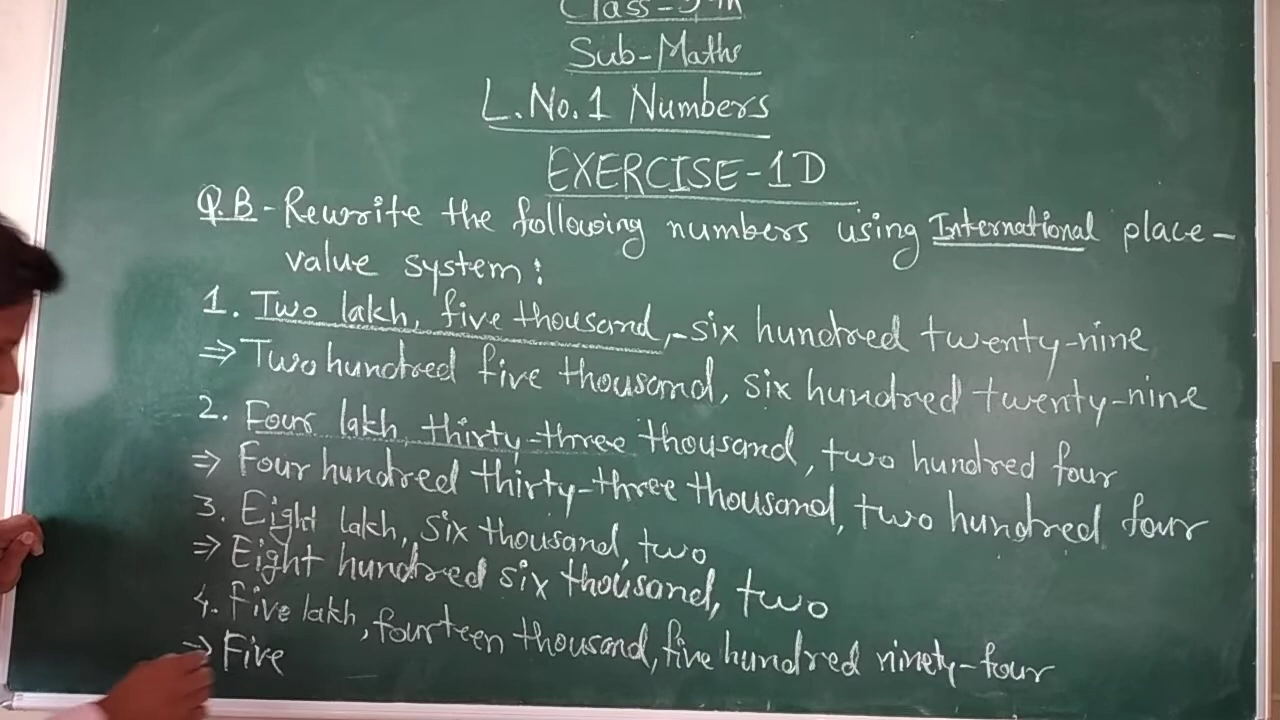 Sub-Maths
L.No.1 Numbers
EXERCISE-1D
Q.B-Rewrite the following numbers using International place-
value system:
1. Two lakh, five thousand,-six hundred twenty-nine
⇒ Two hundred five thousand, six hundred twenty-nine
2. Four lakh, thirty-three thousand, two hundred four
⇒ Four hundred thirty-three thousand, two hundred four
3. Eight lakh, six thousand, two
⇒ Eight hundred six thousand, two
4. Five lakh, fourteen thousand, five hundred ninety-four
⇒ Five